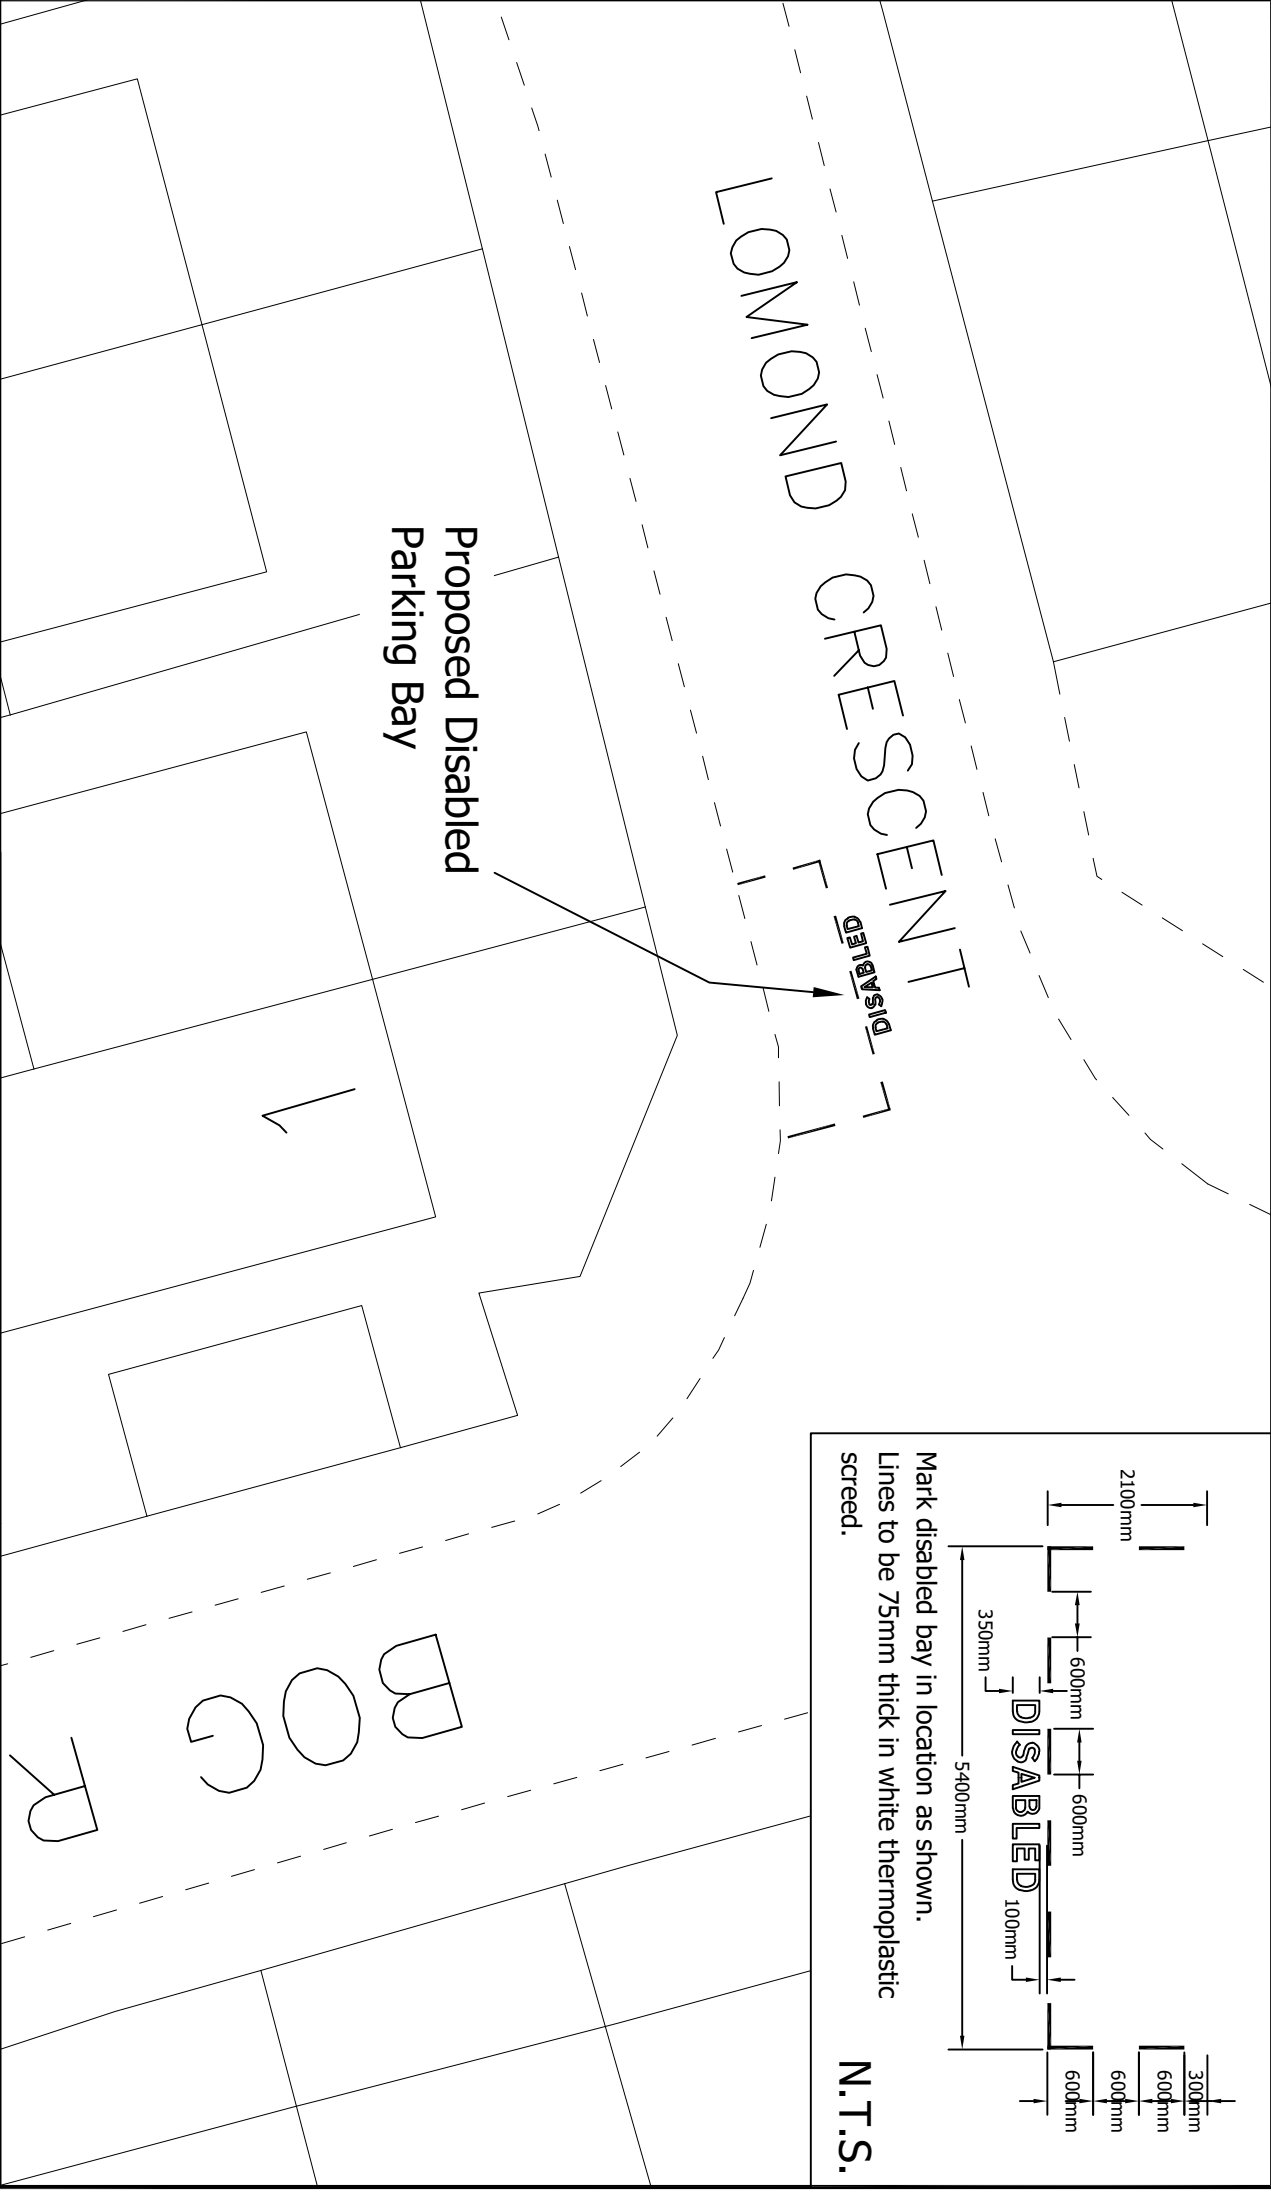 LOMOND CRESCENT
DISABLED
Proposed Disabled
Parking Bay
1
BOG R
2100mm
300mm
600mm
600mm
600mm
600mm
600mm
350mm
DISABLED
100mm
5400mm
Mark disabled bay in location as shown.
Lines to be 75mm thick in white thermoplastic
screed.
N.T.S.